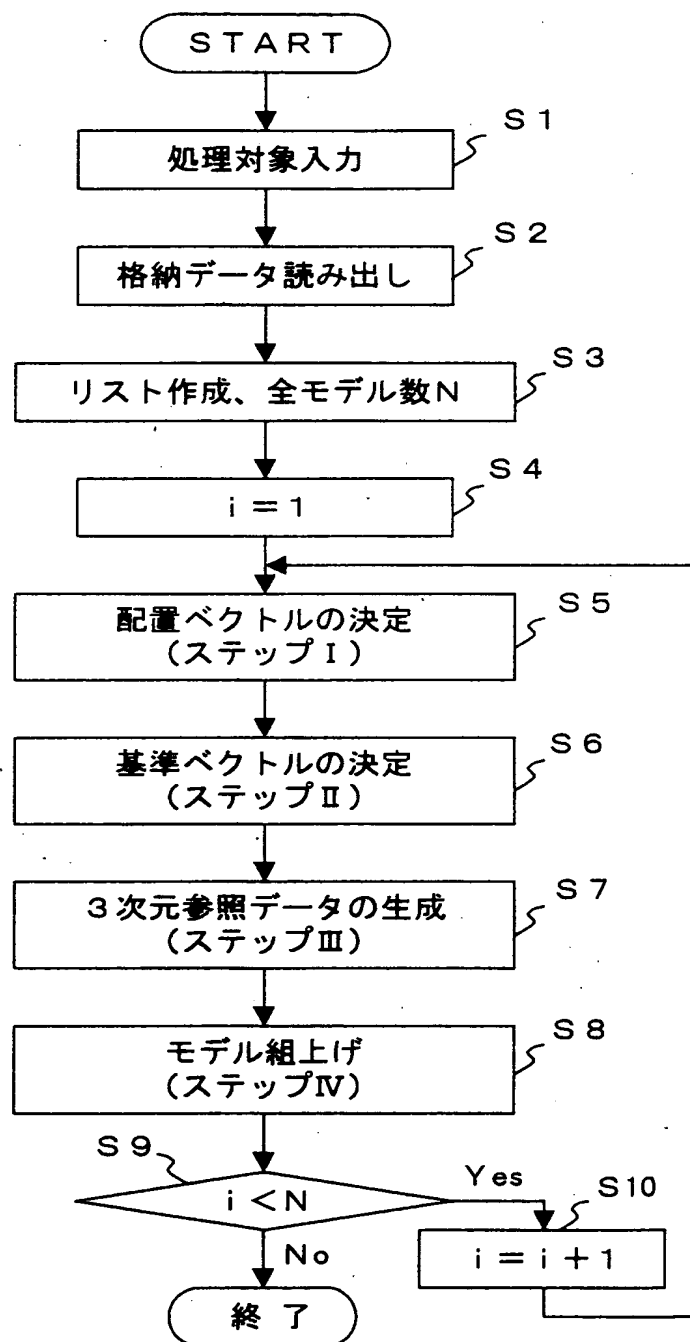 START
S1
処理対象入力
S2
格納データ読み出し
S3
リスト作成、全モデル数N
S4
i=1
S5
配置ベクトルの決定
(ステップⅠ)
S6
基準ベクトルの決定
(ステップⅡ)
S7
3次元参照データの生成
(ステップⅢ)
S8
モデル組上げ
(ステップⅣ)
S9
i<N
Yes
S10
i=i+1
No
終了